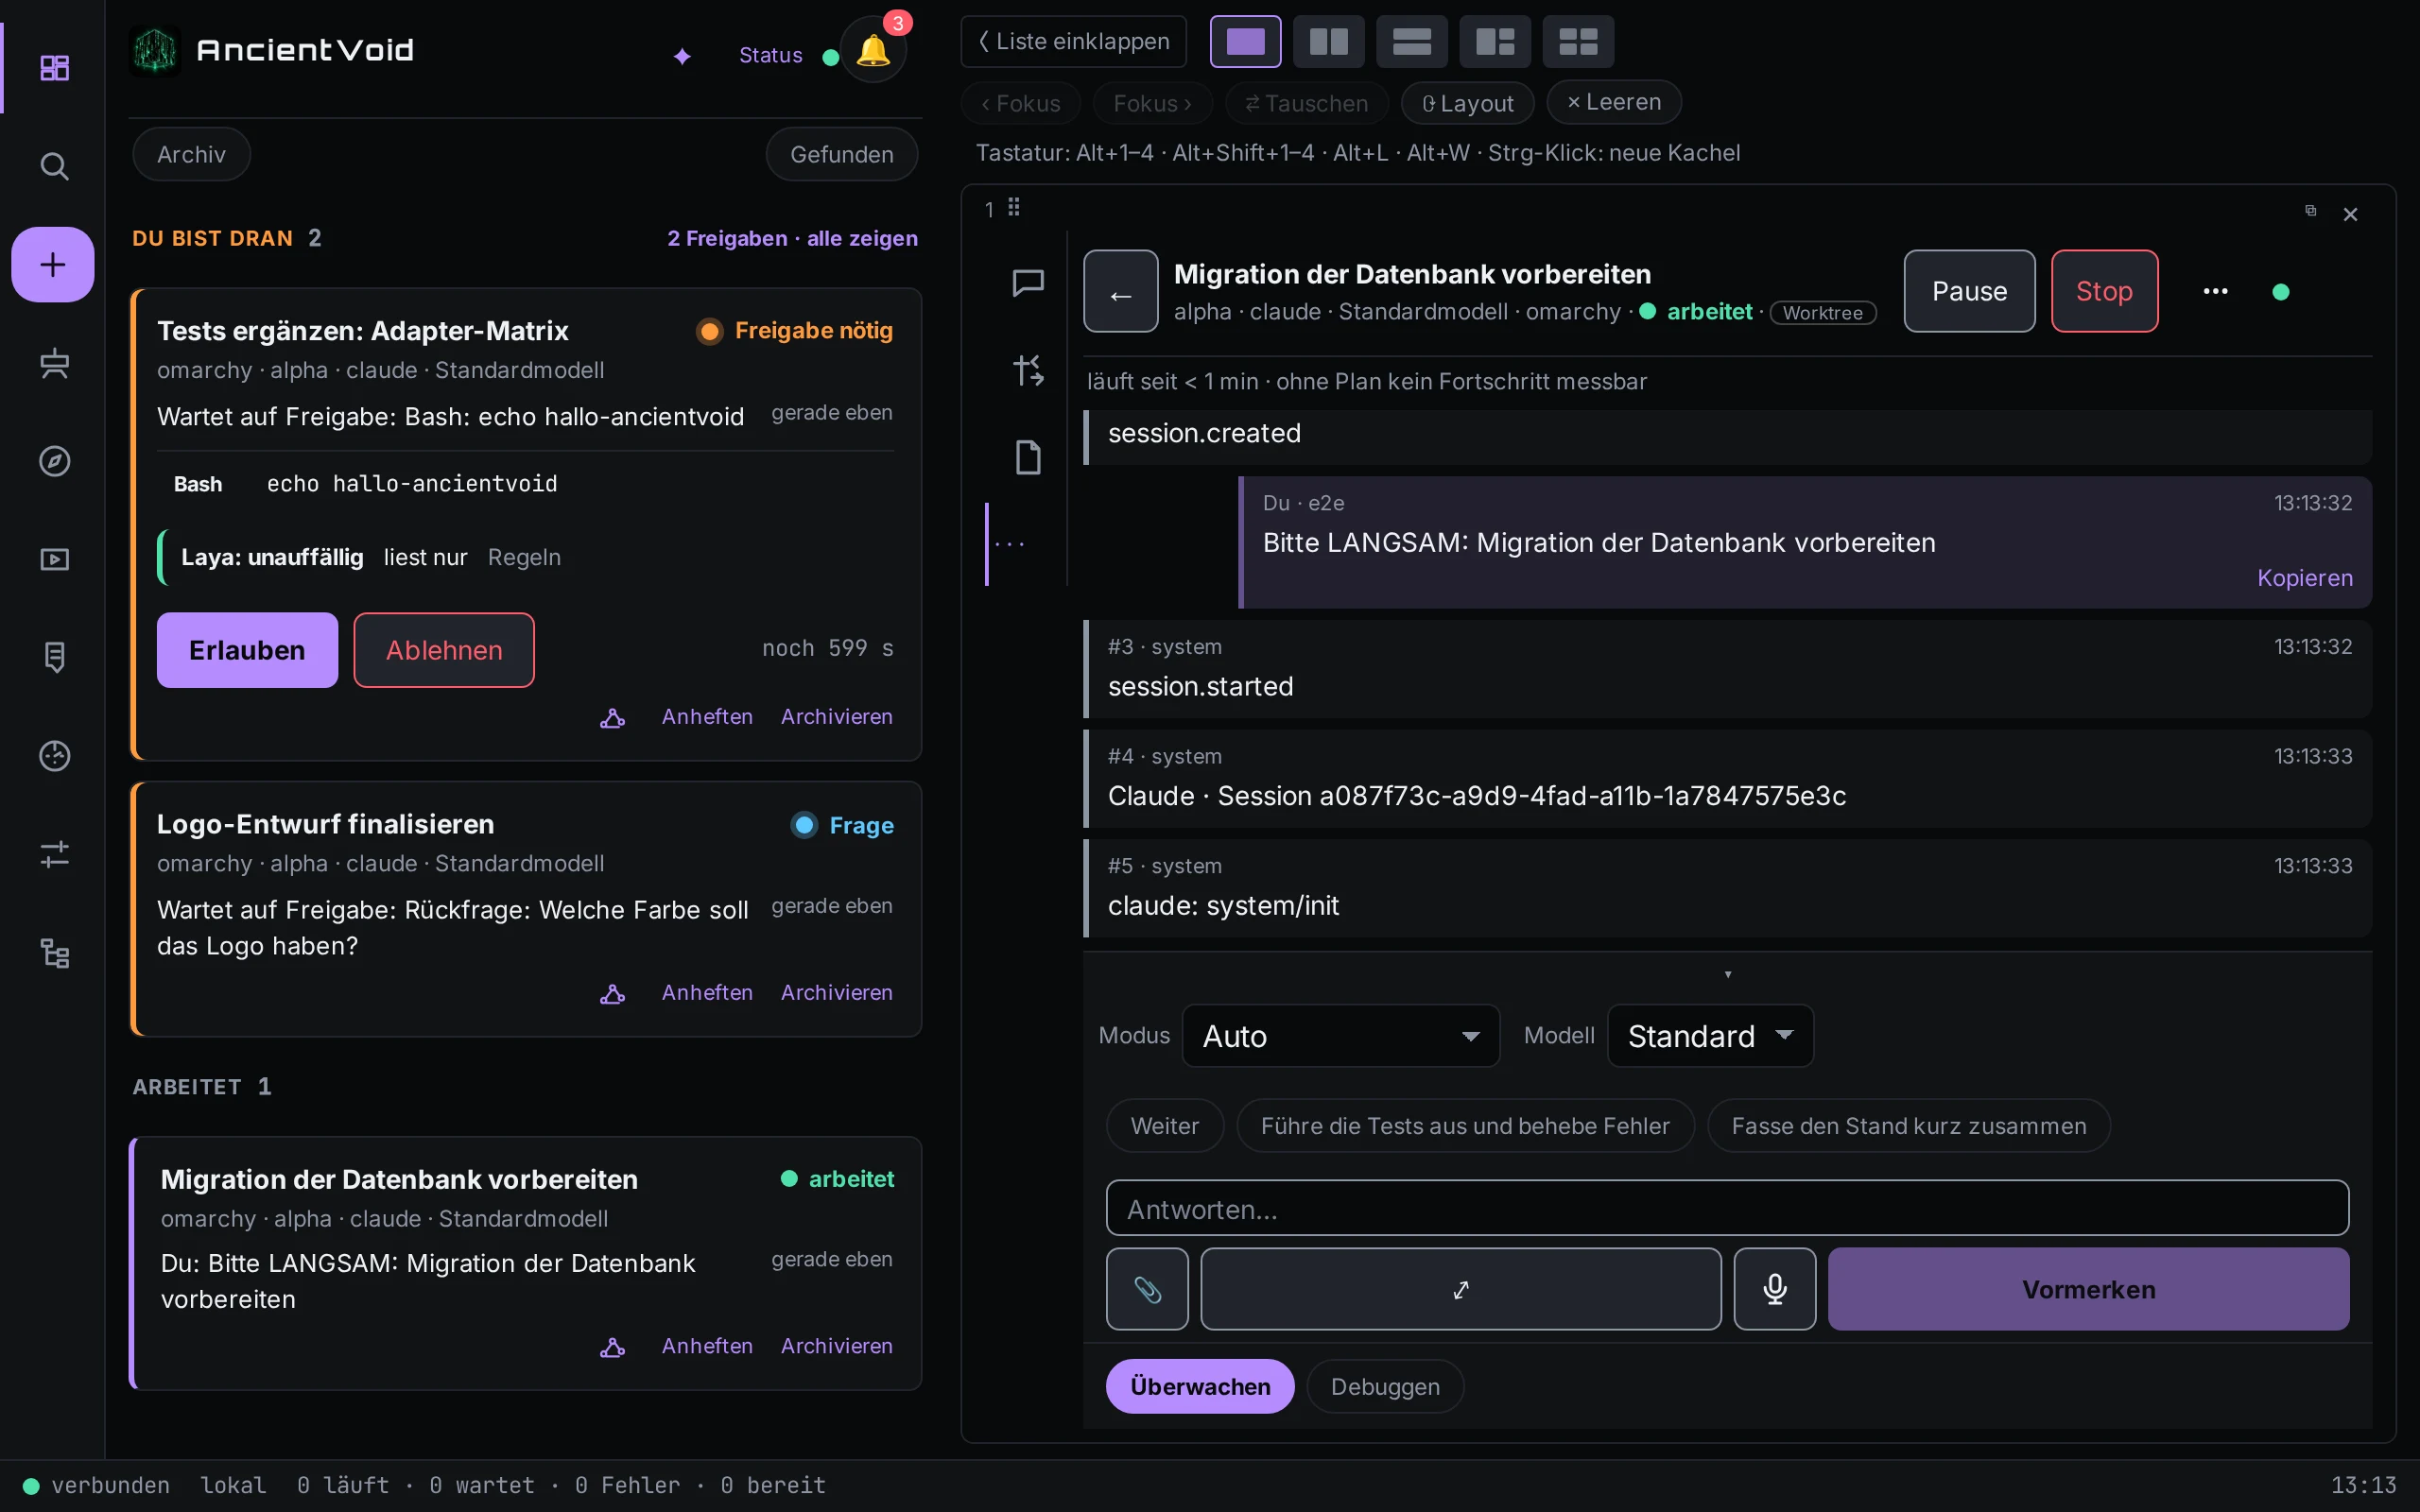 AncientVoid
Status
3
Archiv
Gefunden
DU BIST DRAN 2
2 Freigaben · alle zeigen
Tests ergänzen: Adapter-Matrix
Freigabe nötig
omarchy · alpha · claude · Standardmodell
Wartet auf Freigabe: Bash: echo hallo-ancientvoid
gerade eben
Bash echo hallo-ancientvoid
Laya: unauffällig liest nur Regeln
Erlauben
Ablehnen
noch 599 s
Anheften
Archivieren
Logo-Entwurf finalisieren
Frage
omarchy · alpha · claude · Standardmodell
Wartet auf Freigabe: Rückfrage: Welche Farbe soll
das Logo haben?
gerade eben
Anheften
Archivieren
ARBEITET 1
Migration der Datenbank vorbereiten
arbeitet
omarchy · alpha · claude · Standardmodell
Du: Bitte LANGSAM: Migration der Datenbank
vorbereiten
gerade eben
Anheften
Archivieren
Liste einklappen
‹ Fokus
Fokus ›
⇄ Tauschen
Layout
× Leeren
Tastatur: Alt+1–4 · Alt+Shift+1–4 · Alt+L · Alt+W · Strg-Klick: neue Kachel
1
←
Migration der Datenbank vorbereiten
alpha · claude · Standardmodell · omarchy · arbeitet · Worktree
Pause
Stop
läuft seit < 1 min · ohne Plan kein Fortschritt messbar
session.created
Du · e2e
13:13:32
Bitte LANGSAM: Migration der Datenbank vorbereiten
Kopieren
#3 · system
13:13:32
session.started
#4 · system
13:13:33
Claude · Session a087f73c-a9d9-4fad-a11b-1a7847575e3c
#5 · system
13:13:33
claude: system/init
Modus
Auto
Modell
Standard
Weiter
Führe die Tests aus und behebe Fehler
Fasse den Stand kurz zusammen
Antworten…
Vormerken
Überwachen
Debuggen
verbunden lokal 0 läuft · 0 wartet · 0 Fehler · 0 bereit
13:13